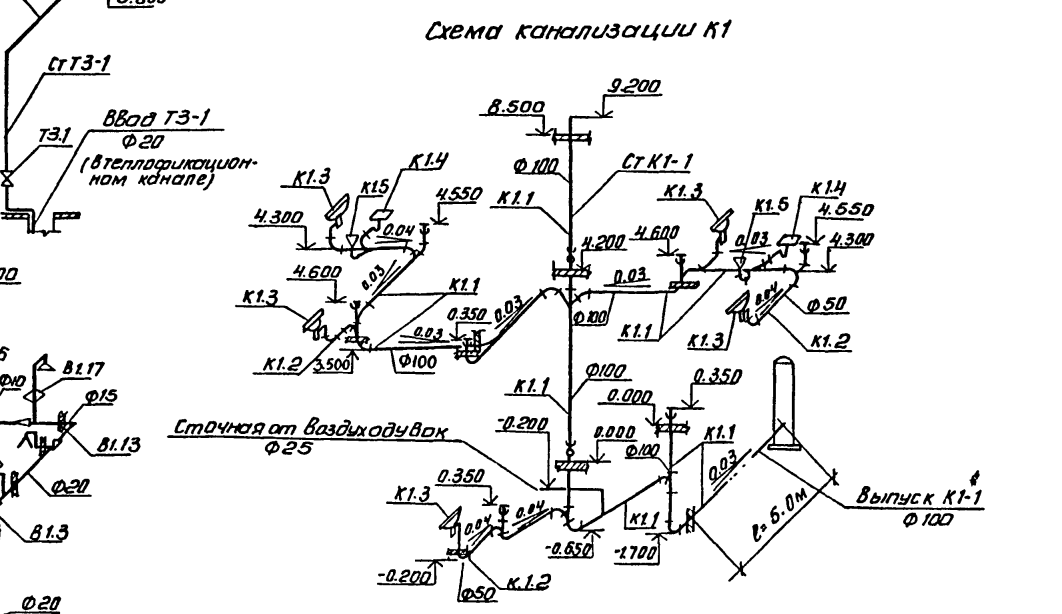 Схема канализации К1
Ст Т3-1
Ввод Т3-1
Ф20
(в теплофикацион-
ном канале)
Т3.1
9.200
8.500
Ф100
Ст К1-1
К1.1
К1.3
К1.5
К1.4
4.550
4.300
0.04
0.03
4.600
К1.3
К1.2
3.500
Ф100
К1.1
0.03
0.350
0.03
4.200
Ф100
0.03
4.600
К1.1
К1.3
К1.5
К1.4
0.03
4.550
4.300
0.04
Ф50
К1.3
К1.2
Ф100
К1.1
0.000
-0.200
Сточная от воздуходувок
Ф25
0.350
К1.3
0.04
0.04
-0.200
Ф50
К.1.2
-0.650
К1.1
0.350
0.000
Ф100
К1.1
0.03
-1.700
Выпуск К1-1
Ф100
ℓ=6.0м
В1.17
Ф10
Ф15
В1.13
Ф20
В1.3
Ф20